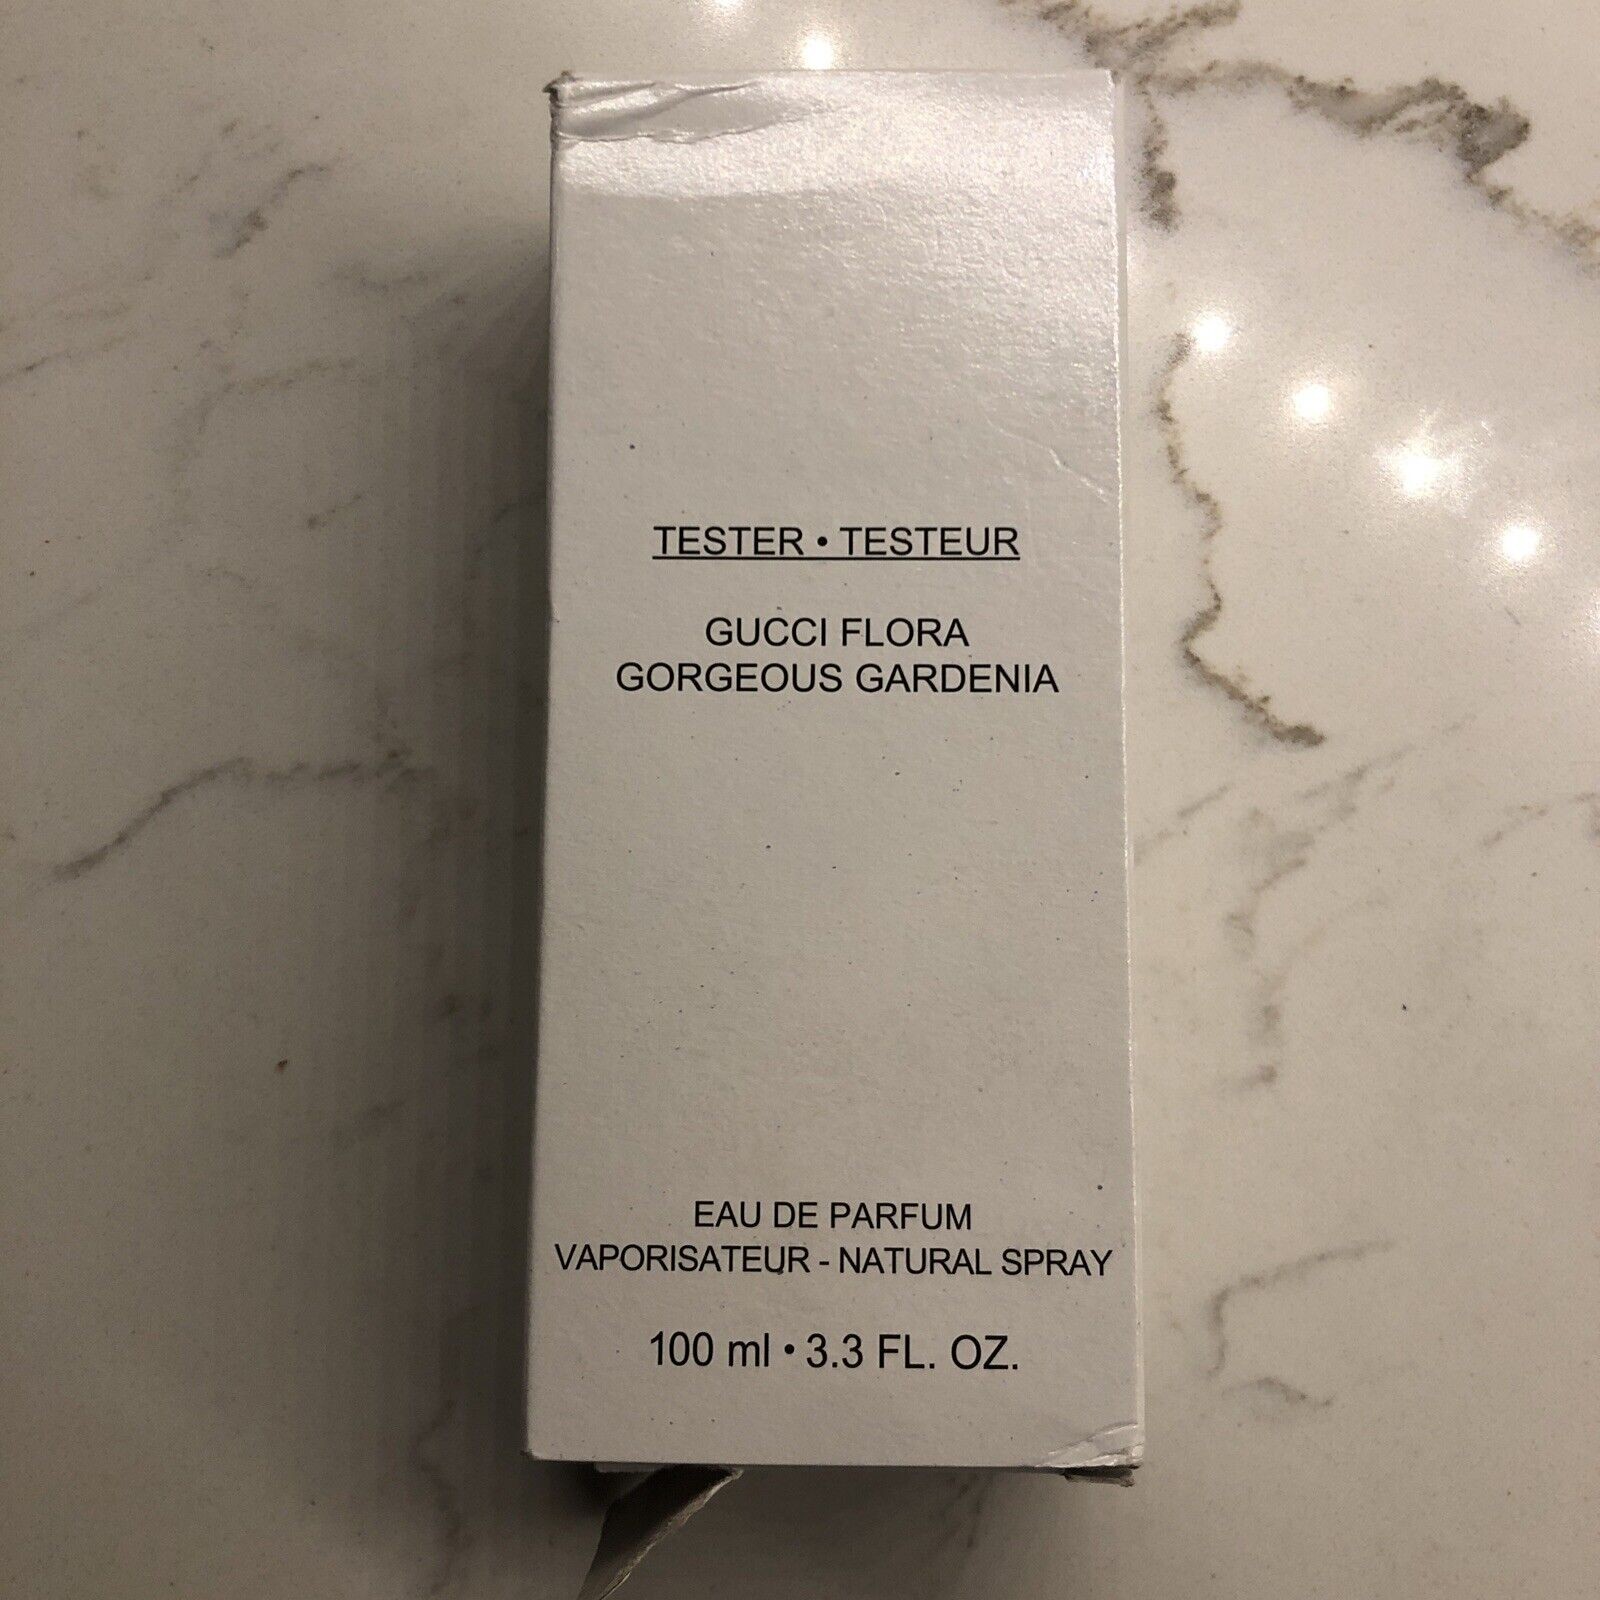 TESTER • TESTEUR
GUCCI FLORA
GORGEOUS GARDENIA
EAU DE PARFUM
VAPORISATEUR - NATURAL SPRAY
100 ml • 3.3 FL. OZ.